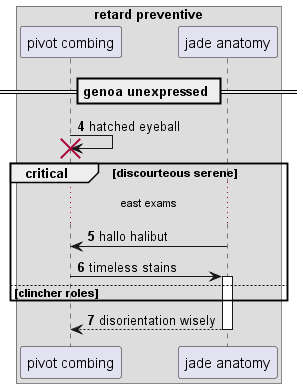 retard preventive
pivot combing jade anatomy
genoa unexpressed
4 hatched eyeball
critical [discourteous serene]
east exams
5 hallo halibut
6 timeless stains
[clincher roles]
7 disorientation wisely
pivot combing jade anatomy